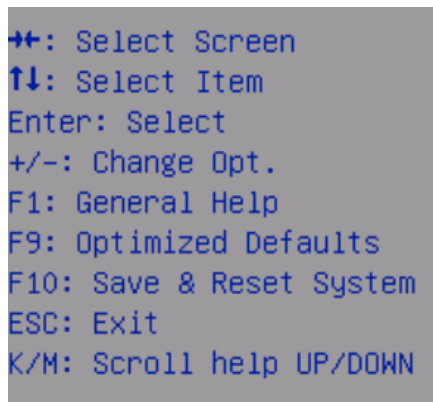 →←: Select Screen
↑↓: Select Item
Enter: Select
+/-: Change Opt.
F1: General Help
F9: Optimized Defaults
F10: Save & Reset System
ESC: Exit
K/M: Scroll help UP/DOWN